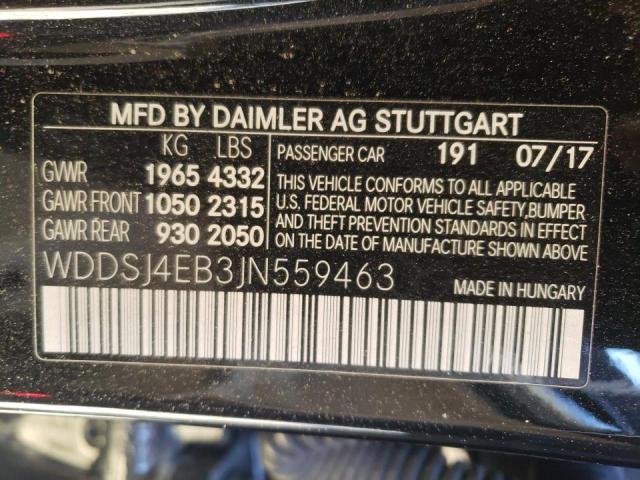 MFD BY DAIMLER AG STUTTGART
KG LBS
GVWR 1965 4332
GAWR FRONT 1050 2315
GAWR REAR 930 2050
PASSENGER CAR 191 07/17
THIS VEHICLE CONFORMS TO ALL APPLICABLE
U.S. FEDERAL MOTOR VEHICLE SAFETY, BUMPER
AND THEFT PREVENTION STANDARDS IN EFFECT
ON THE DATE OF MANUFACTURE SHOWN ABOVE.
WDDSJ4EB3JN559463
MADE IN HUNGARY